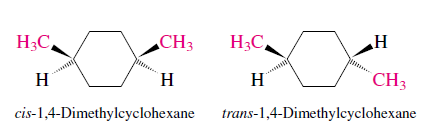 H₃C CH₃ H₃C H
H H H CH₃
cis-1,4-Dimethylcyclohexane trans-1,4-Dimethylcyclohexane